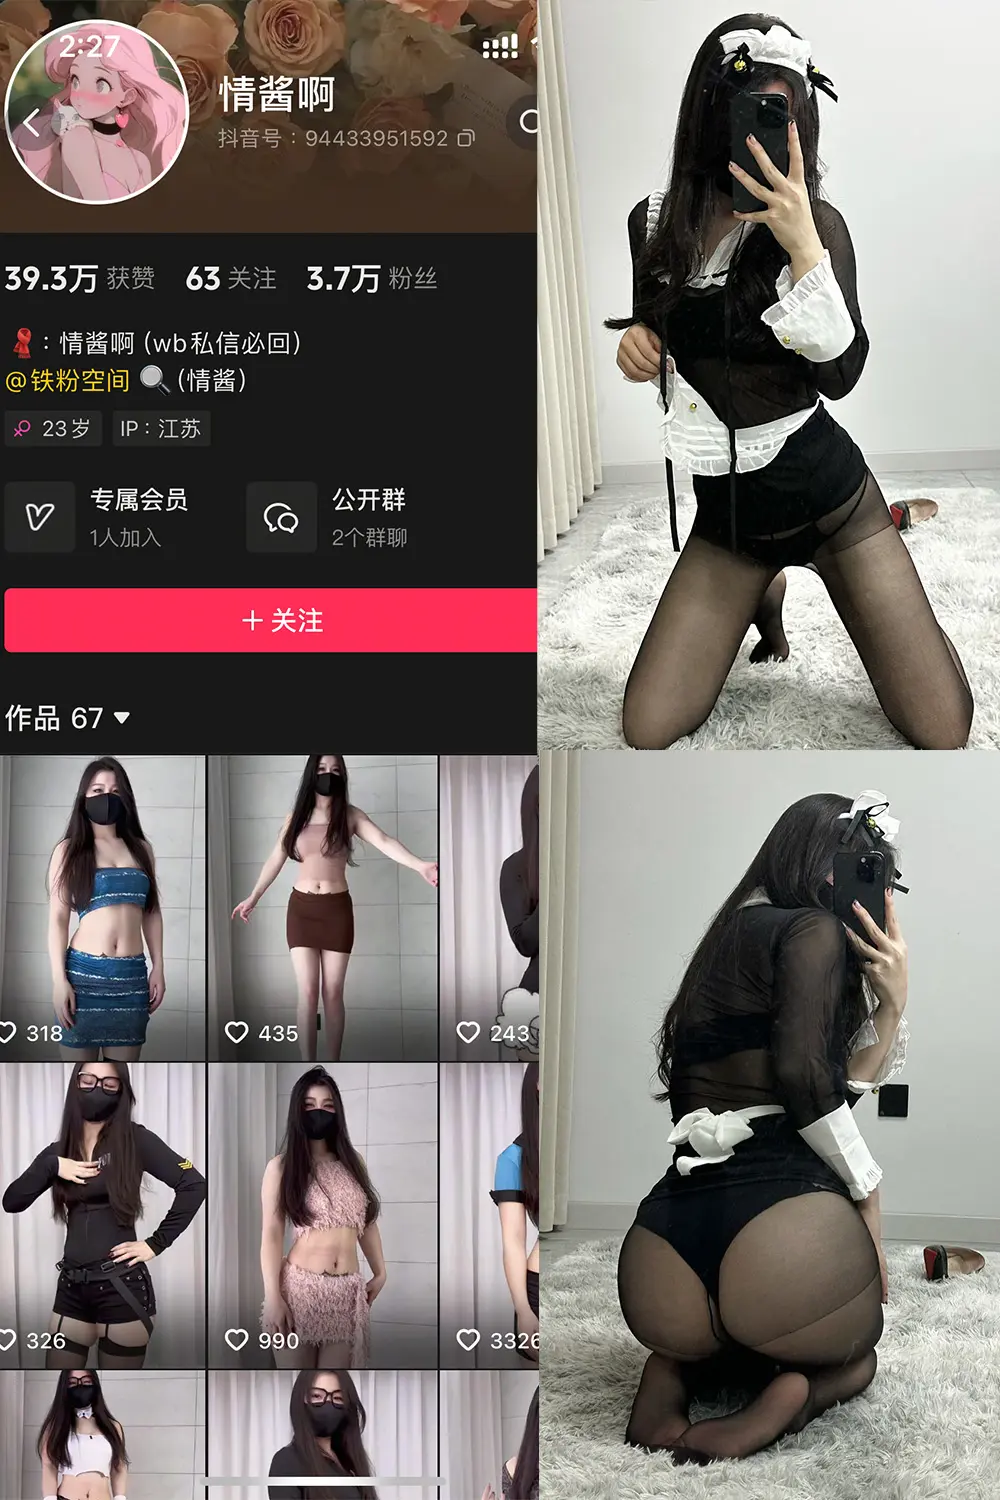 2:27
情酱啊
抖音号：94433951592
39.3万 获赞 63 关注 3.7万 粉丝
：情酱啊 (wb私信必回)
@铁粉空间 (情酱)
23岁 IP：江苏
专属会员
1人加入
公开群
2个群聊
+ 关注
作品 67
318
435
243
326
990
3326